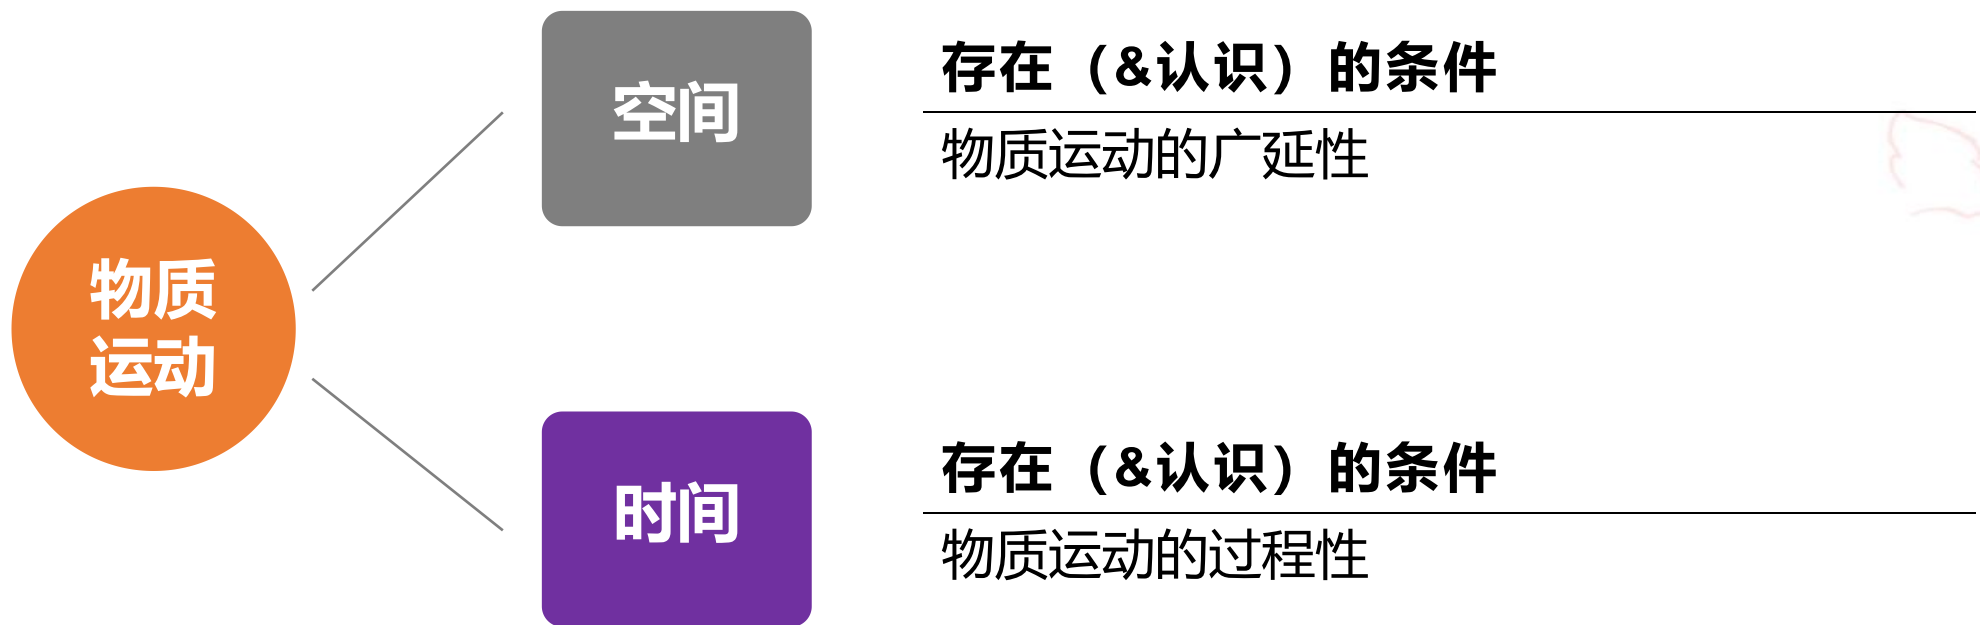 物质
运动
空间
存在（&认识）的条件
物质运动的广延性
时间
存在（&认识）的条件
物质运动的过程性